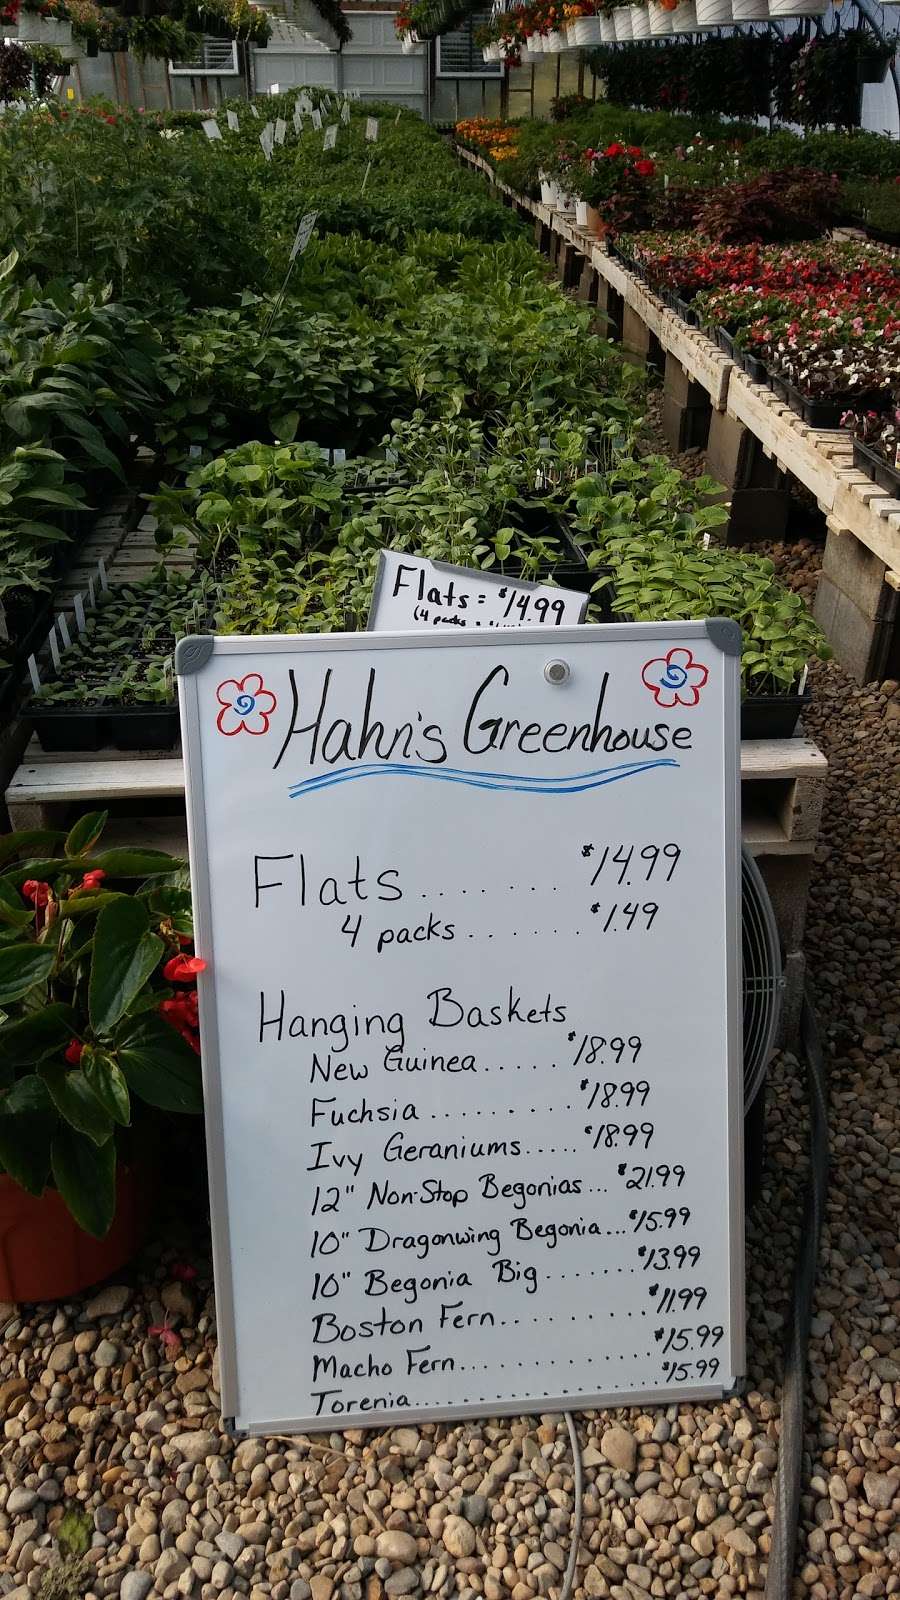 Flats = $14.99
(4 packs
Hahn's Greenhouse
Flats........ $14.99
4 packs...... $1.49
Hanging Baskets
New Guinea..... $18.99
Fuchsia.......... $18.99
Ivy Geraniums..... $18.99
12" Non-Stop Begonias... $21.99
10" Dragonwing Begonia... $15.99
10" Begonia Big....... $13.99
Boston Fern.......... $11.99
Macho Fern............. $15.99
Torenia................ $15.99